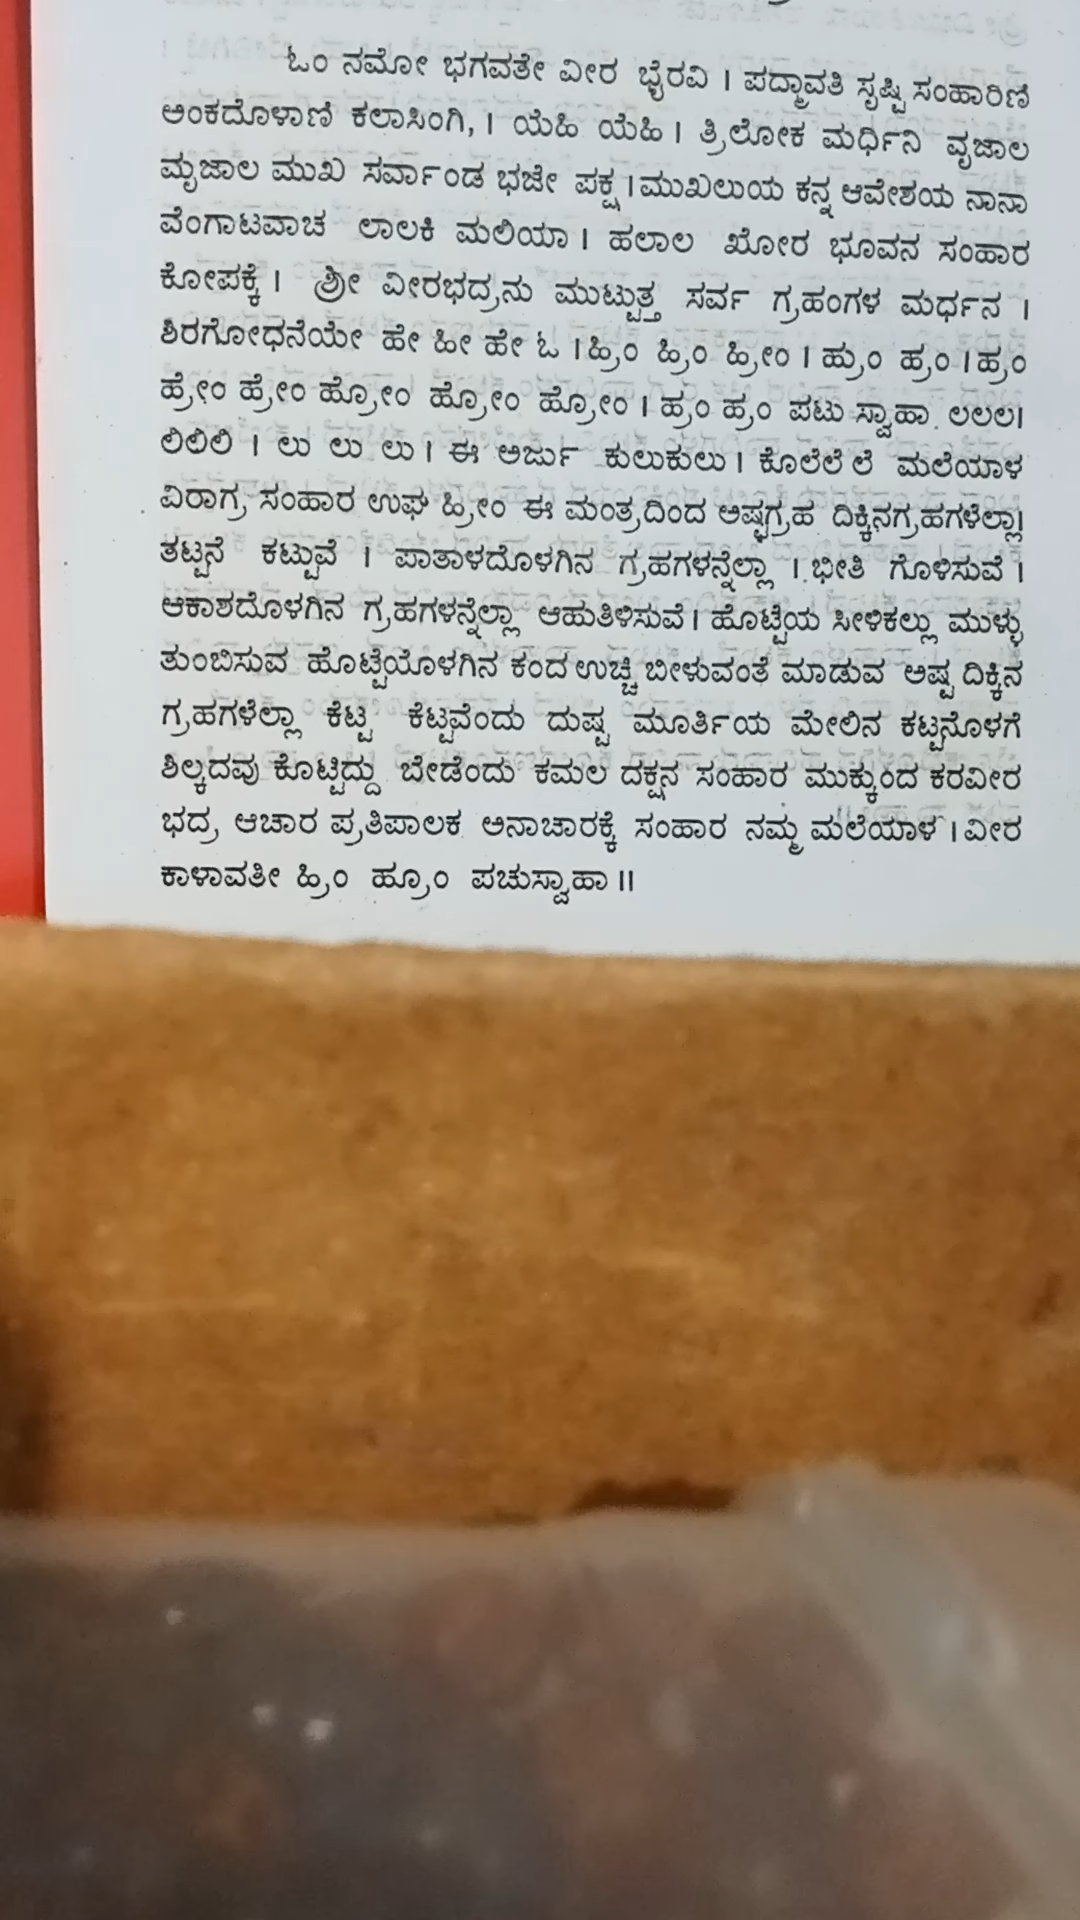 ಓಂ ನಮೋ ಭಗವತೇ ವೀರ ಭೈರವಿ । ಪದ್ಮಾವತಿ ಸೃಷ್ಟಿ ಸಂಹಾರಿಣಿ
ಅಂಕದೊಳಾಣಿ ಕಲಾಸಿಂಗಿ, । ಯೆಹಿ ಯೆಹಿ । ತ್ರಿಲೋಕ ಮರ್ಧಿನಿ ವೃಜಾಲ
ಮೃಜಾಲ ಮುಖ ಸರ್ವಾಂಡ ಭಜೇ ಪಕ್ಷ ।ಮುಖಲುಯ ಕನ್ನ ಆವೇಶಯ ನಾನಾ
ವೆಂಗಾಟವಾಚ ಲಾಲಕಿ ಮಲಿಯಾ । ಹಲಾಲ ಖೋರ ಭೂವನ ಸಂಹಾರ
ಕೋಪಕ್ಕೆ । ಶ್ರೀ ವೀರಭದ್ರನು ಮುಟ್ಟುತ್ತ ಸರ್ವ ಗ್ರಹಂಗಳ ಮರ್ಧನ ।
ಶಿರಗೋಧನೆಯೇ ಹೇ ಹೀ ಹೇ ಓ ।ಹ್ರಿಂ ಹ್ರಿಂ ಹ್ರೀಂ । ಹ್ರುಂ ಹ್ರಂ ।ಹ್ರಂ
ಹ್ರೇಂ ಹ್ರೇಂ ಹ್ರೋಂ ಹ್ರೋಂ ಹ್ರೋಂ । ಹ್ರಂ ಹ್ರಂ ಪಟು ಸ್ವಾಹಾ ಲಲಲ।
ಲಿಲಿಲಿ । ಲು ಲು ಲು । ಈ ಅರ್ಜು ಕುಲುಕುಲು । ಕೊಲೆಲೆ ಲೆ ಮಲೆಯಾಳ
ವಿರಾಗ್ರ ಸಂಹಾರ ಉಘ ಹ್ರೀಂ ಈ ಮಂತ್ರದಿಂದ ಅಷ್ಟಗ್ರಹ ದಿಕ್ಕಿನಗ್ರಹಗಳೆಲ್ಲಾ।
ತಟ್ಟನೆ ಕಟ್ಟುವೆ । ಪಾತಾಳದೊಳಗಿನ ಗ್ರಹಗಳನ್ನೆಲ್ಲಾ । ಭೀತಿ ಗೊಳಿಸುವೆ ।
ಆಕಾಶದೊಳಗಿನ ಗ್ರಹಗಳನ್ನೆಲ್ಲಾ ಆಹುತಿಳಿಸುವೆ । ಹೊಟ್ಟೆಯ ಸೀಳಿಕಲ್ಲು ಮುಳ್ಳು
ತುಂಬಿಸುವ ಹೊಟ್ಟೆಯೊಳಗಿನ ಕಂದ ಉಚ್ಚಿ ಬೀಳುವಂತೆ ಮಾಡುವ ಅಷ್ಟ ದಿಕ್ಕಿನ
ಗ್ರಹಗಳೆಲ್ಲಾ ಕೆಟ್ಟ ಕೆಟ್ಟವೆಂದು ದುಷ್ಟ ಮೂರ್ತಿಯ ಮೇಲಿನ ಕಟ್ಟನೊಳಗೆ
ಶಿಲ್ಕದವು ಕೊಟ್ಟಿದ್ದು ಬೇಡೆಂದು ಕಮಲ ದಕ್ಷನ ಸಂಹಾರ ಮುಕ್ಕುಂದ ಕರವೀರ
ಭದ್ರ ಆಚಾರ ಪ್ರತಿಪಾಲಕ ಅನಾಚಾರಕ್ಕೆ ಸಂಹಾರ ನಮ್ಮ ಮಲೆಯಾಳ । ವೀರ
ಕಾಳಾವತೀ ಹ್ರಿಂ ಹ್ರೂಂ ಪಚುಸ್ವಾಹಾ ॥